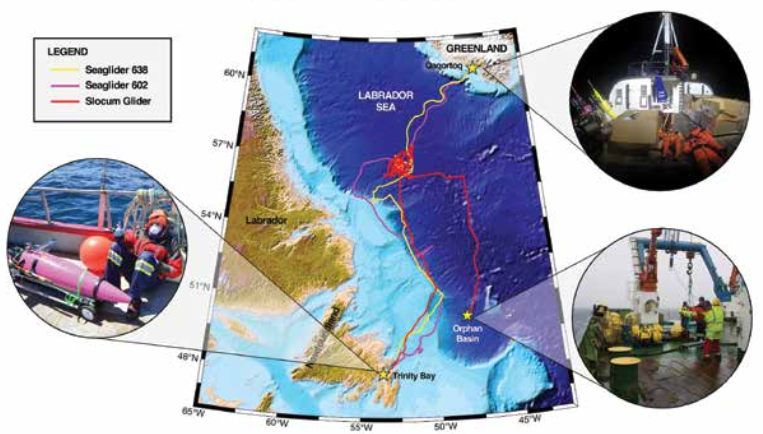 LEGEND
Seaglider 638
Seaglider 602
Slocum Glider
GREENLAND
Qaqortoq
60°N
LABRADOR
SEA
57°N
54°N
Labrador
51°N
Newfoundland
Orphan
Basin
48°N
Trinity Bay
65°W
60°W
55°W
50°W
45°W